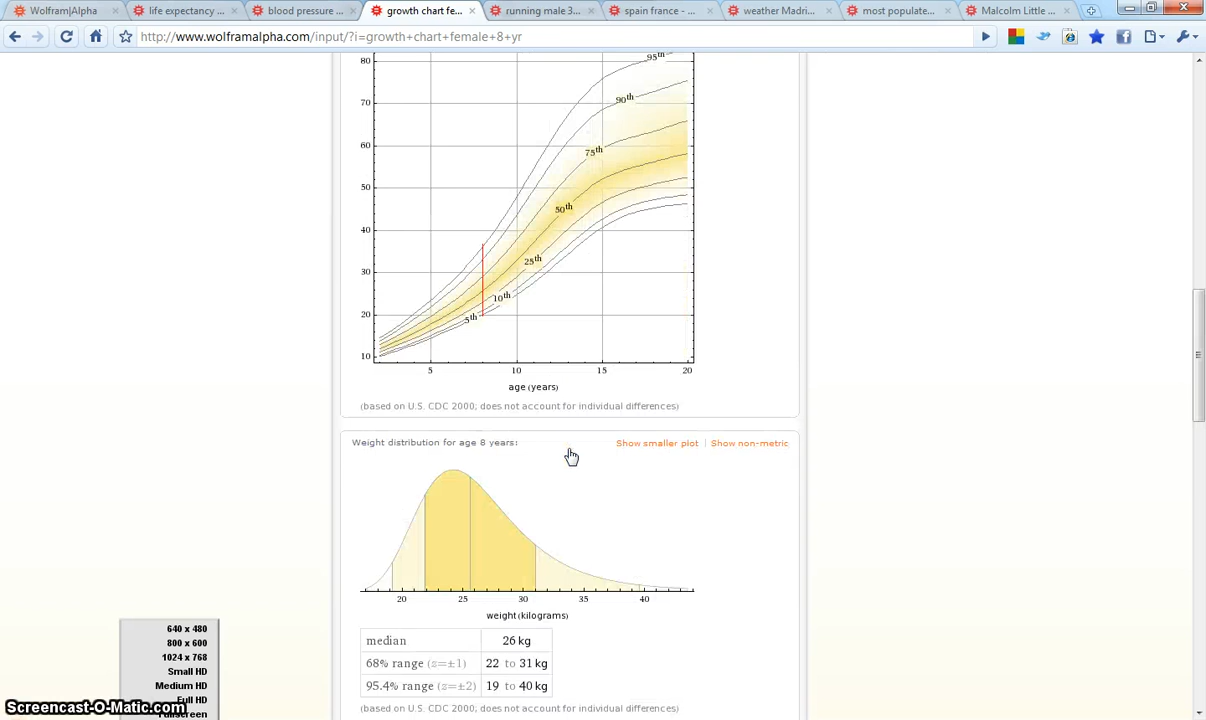 Wolfram|Alpha
life expectancy ...
blood pressure ...
growth chart fe...
running male 3...
spain france - ...
weather Madri...
most populate...
Malcolm Little ...
http://www.wolframalpha.com/input/?i=growth+chart+female+8+yr
80
70
60
50
40
30
20
10
95th
90th
75th
50th
25th
10th
5th
5 10 15 20
age (years)
(based on U.S. CDC 2000; does not account for individual differences)
Weight distribution for age 8 years: Show smaller plot | Show non-metric
20 25 30 35 40
weight (kilograms)
median 26 kg
68% range (z=±1) 22 to 31 kg
95.4% range (z=±2) 19 to 40 kg
(based on U.S. CDC 2000; does not account for individual differences)
640 x 480
800 x 600
1024 x 768
Small HD
Medium HD
Full HD
Fullscreen
Screencast-O-Matic.com